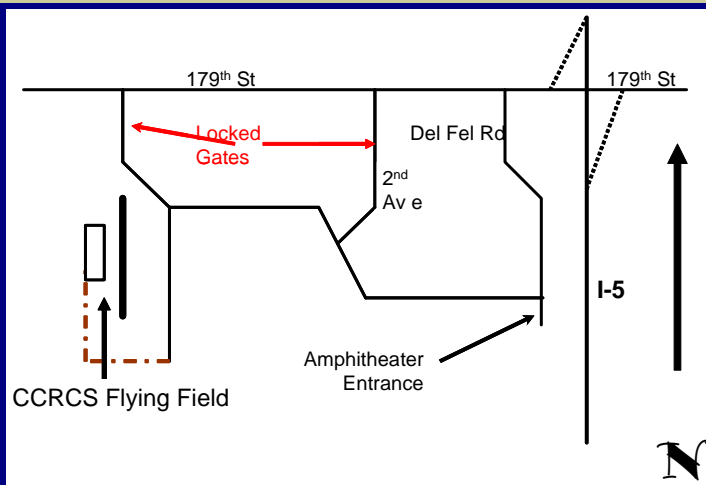 179th St
179th St
Locked
Gates
Del Fel Rd
2nd
Av e
I-5
Amphitheater
Entrance
CCRCS Flying Field
N